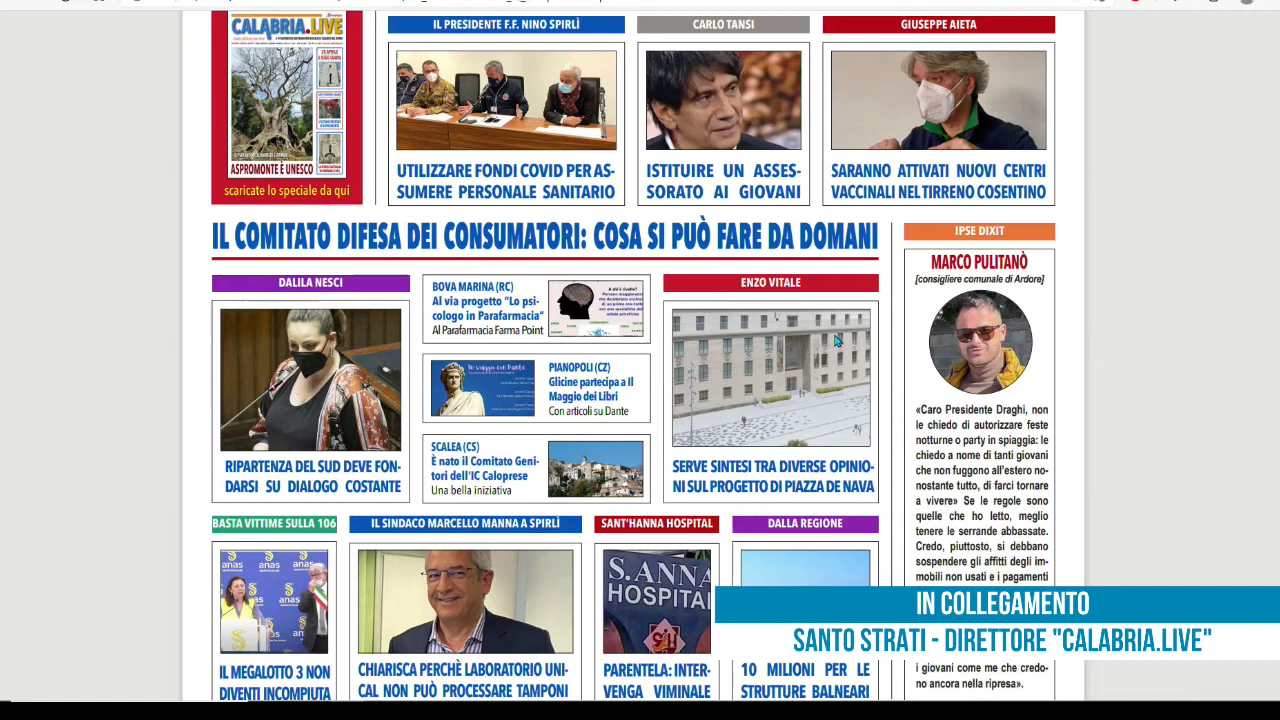 CALABRIA.LIVE
ASPROMONTE È UNESCO
scaricate lo speciale da qui
IL PRESIDENTE F.F. NINO SPIRLÌ
UTILIZZARE FONDI COVID PER AS-
SUMERE PERSONALE SANITARIO
CARLO TANSI
ISTITUIRE UN ASSES-
SORATO AI GIOVANI
GIUSEPPE AIETA
SARANNO ATTIVATI NUOVI CENTRI
VACCINALI NEL TIRRENO COSENTINO
IL COMITATO DIFESA DEI CONSUMATORI: COSA SI PUÒ FARE DA DOMANI
DALILA NESCI
RIPARTENZA DEL SUD DEVE FON-
DARSI SU DIALOGO COSTANTE
BOVA MARINA (RC)
Al via progetto “Lo psi-
cologo in Parafarmacia”
Al Parafarmacia Farma Point
In viaggio con Dante
PIANOPOLI (CZ)
Glicine partecipa a Il
Maggio dei Libri
Con articoli su Dante
SCALEA (CS)
È nato il Comitato Geni-
tori dell’IC Caloprese
Una bella iniziativa
ENZO VITALE
SERVE SINTESI TRA DIVERSE OPINIO-
NI SUL PROGETTO DI PIAZZA DE NAVA
IPSE DIXIT
MARCO PULITANÒ
[consigliere comunale di Ardore]
«Caro Presidente Draghi, non
le chiedo di autorizzare feste
notturne o party in spiaggia: le
chiedo a nome di tanti giovani
che non fuggono all’estero no-
nostante tutto, di farci tornare
a vivere» Se le regole sono
quelle che ho letto, meglio
tenere le serrande abbassate.
Credo, piuttosto, si debbano
sospendere gli affitti degli im-
mobili non usati e i pagamenti
i giovani come me che credo-
no ancora nella ripresa».
BASTA VITTIME SULLA 106
anas
anas
IL MEGALOTTO 3 NON
DIVENTI INCOMPIUTA
IL SINDACO MARCELLO MANNA A SPIRLÌ
CHIARISCA PERCHÈ LABORATORIO UNI-
CAL NON PUÒ PROCESSARE TAMPONI
SANT’HANNA HOSPITAL
S.ANNA
HOSPITAL
PARENTELA: INTER-
VENGA VIMINALE
DALLA REGIONE
10 MILIONI PER LE
STRUTTURE BALNEARI
IN COLLEGAMENTO
SANTO STRATI - DIRETTORE "CALABRIA.LIVE"